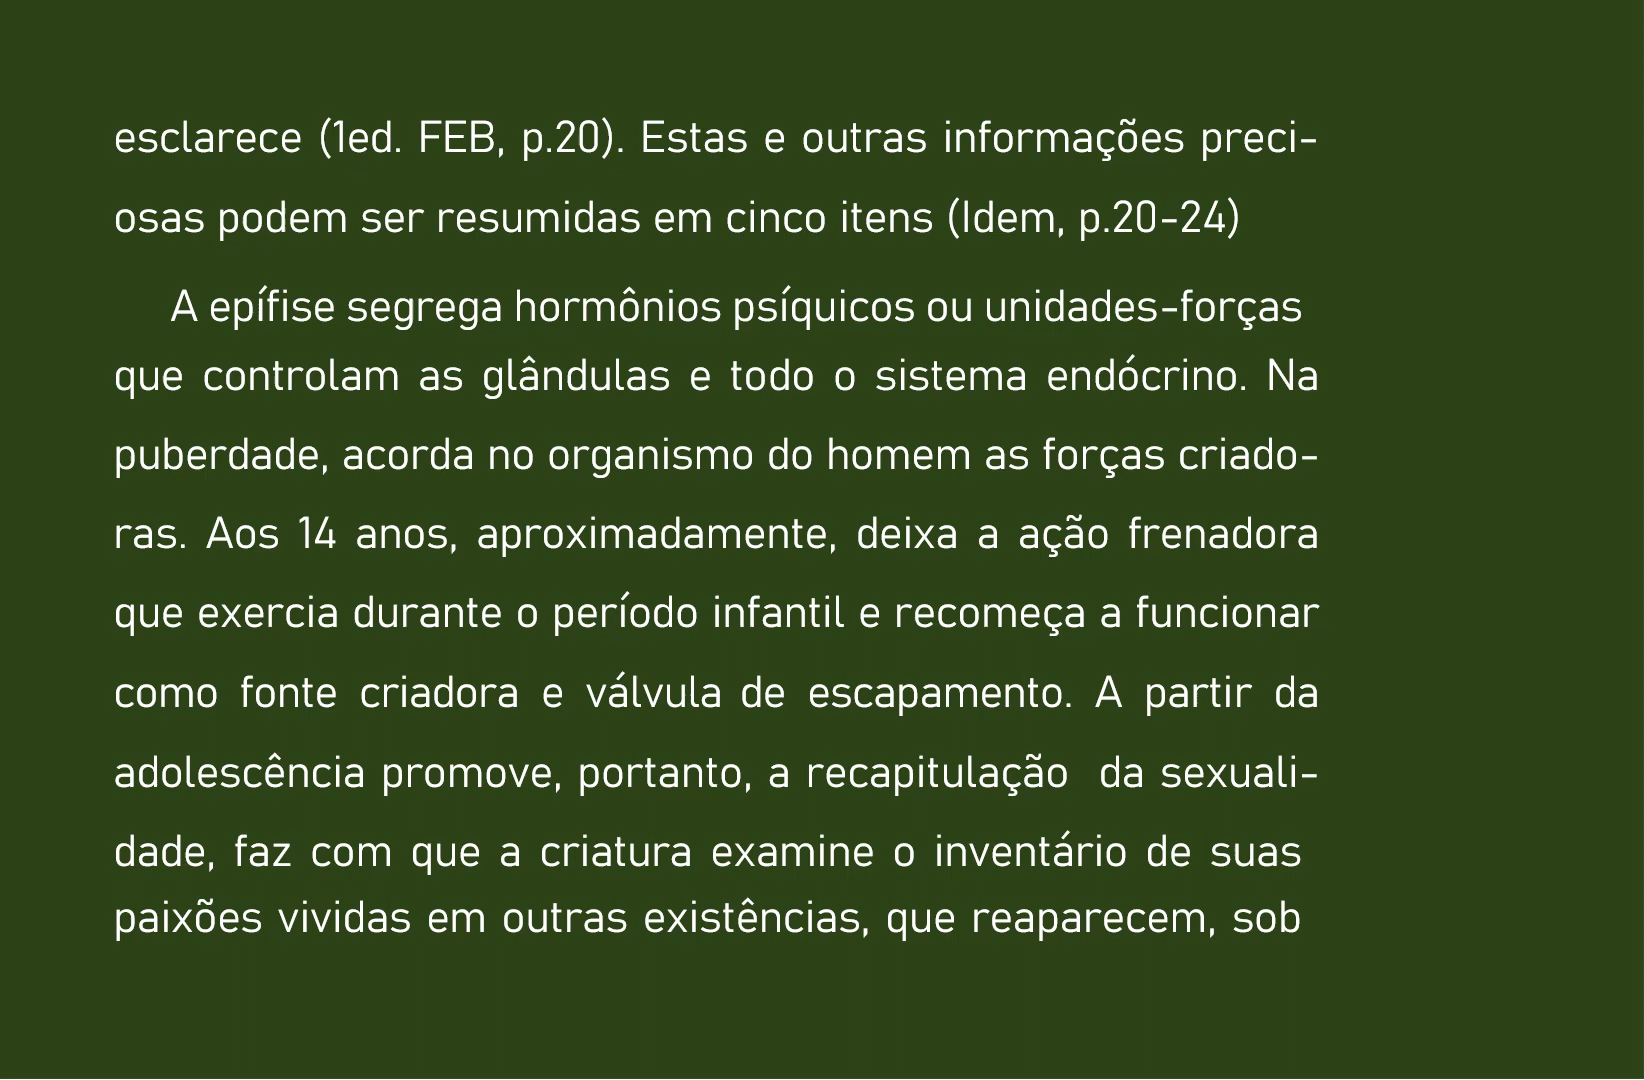 esclarece (1ed. FEB, p.20). Estas e outras informações preci-
osas podem ser resumidas em cinco itens (Idem, p.20-24)
A epífise segrega hormônios psíquicos ou unidades-forças
que controlam as glândulas e todo o sistema endócrino. Na
puberdade, acorda no organismo do homem as forças criado-
ras. Aos 14 anos, aproximadamente, deixa a ação frenadora
que exercia durante o período infantil e recomeça a funcionar
como fonte criadora e válvula de escapamento. A partir da
adolescência promove, portanto, a recapitulação da sexuali-
dade, faz com que a criatura examine o inventário de suas
paixões vividas em outras existências, que reaparecem, sob